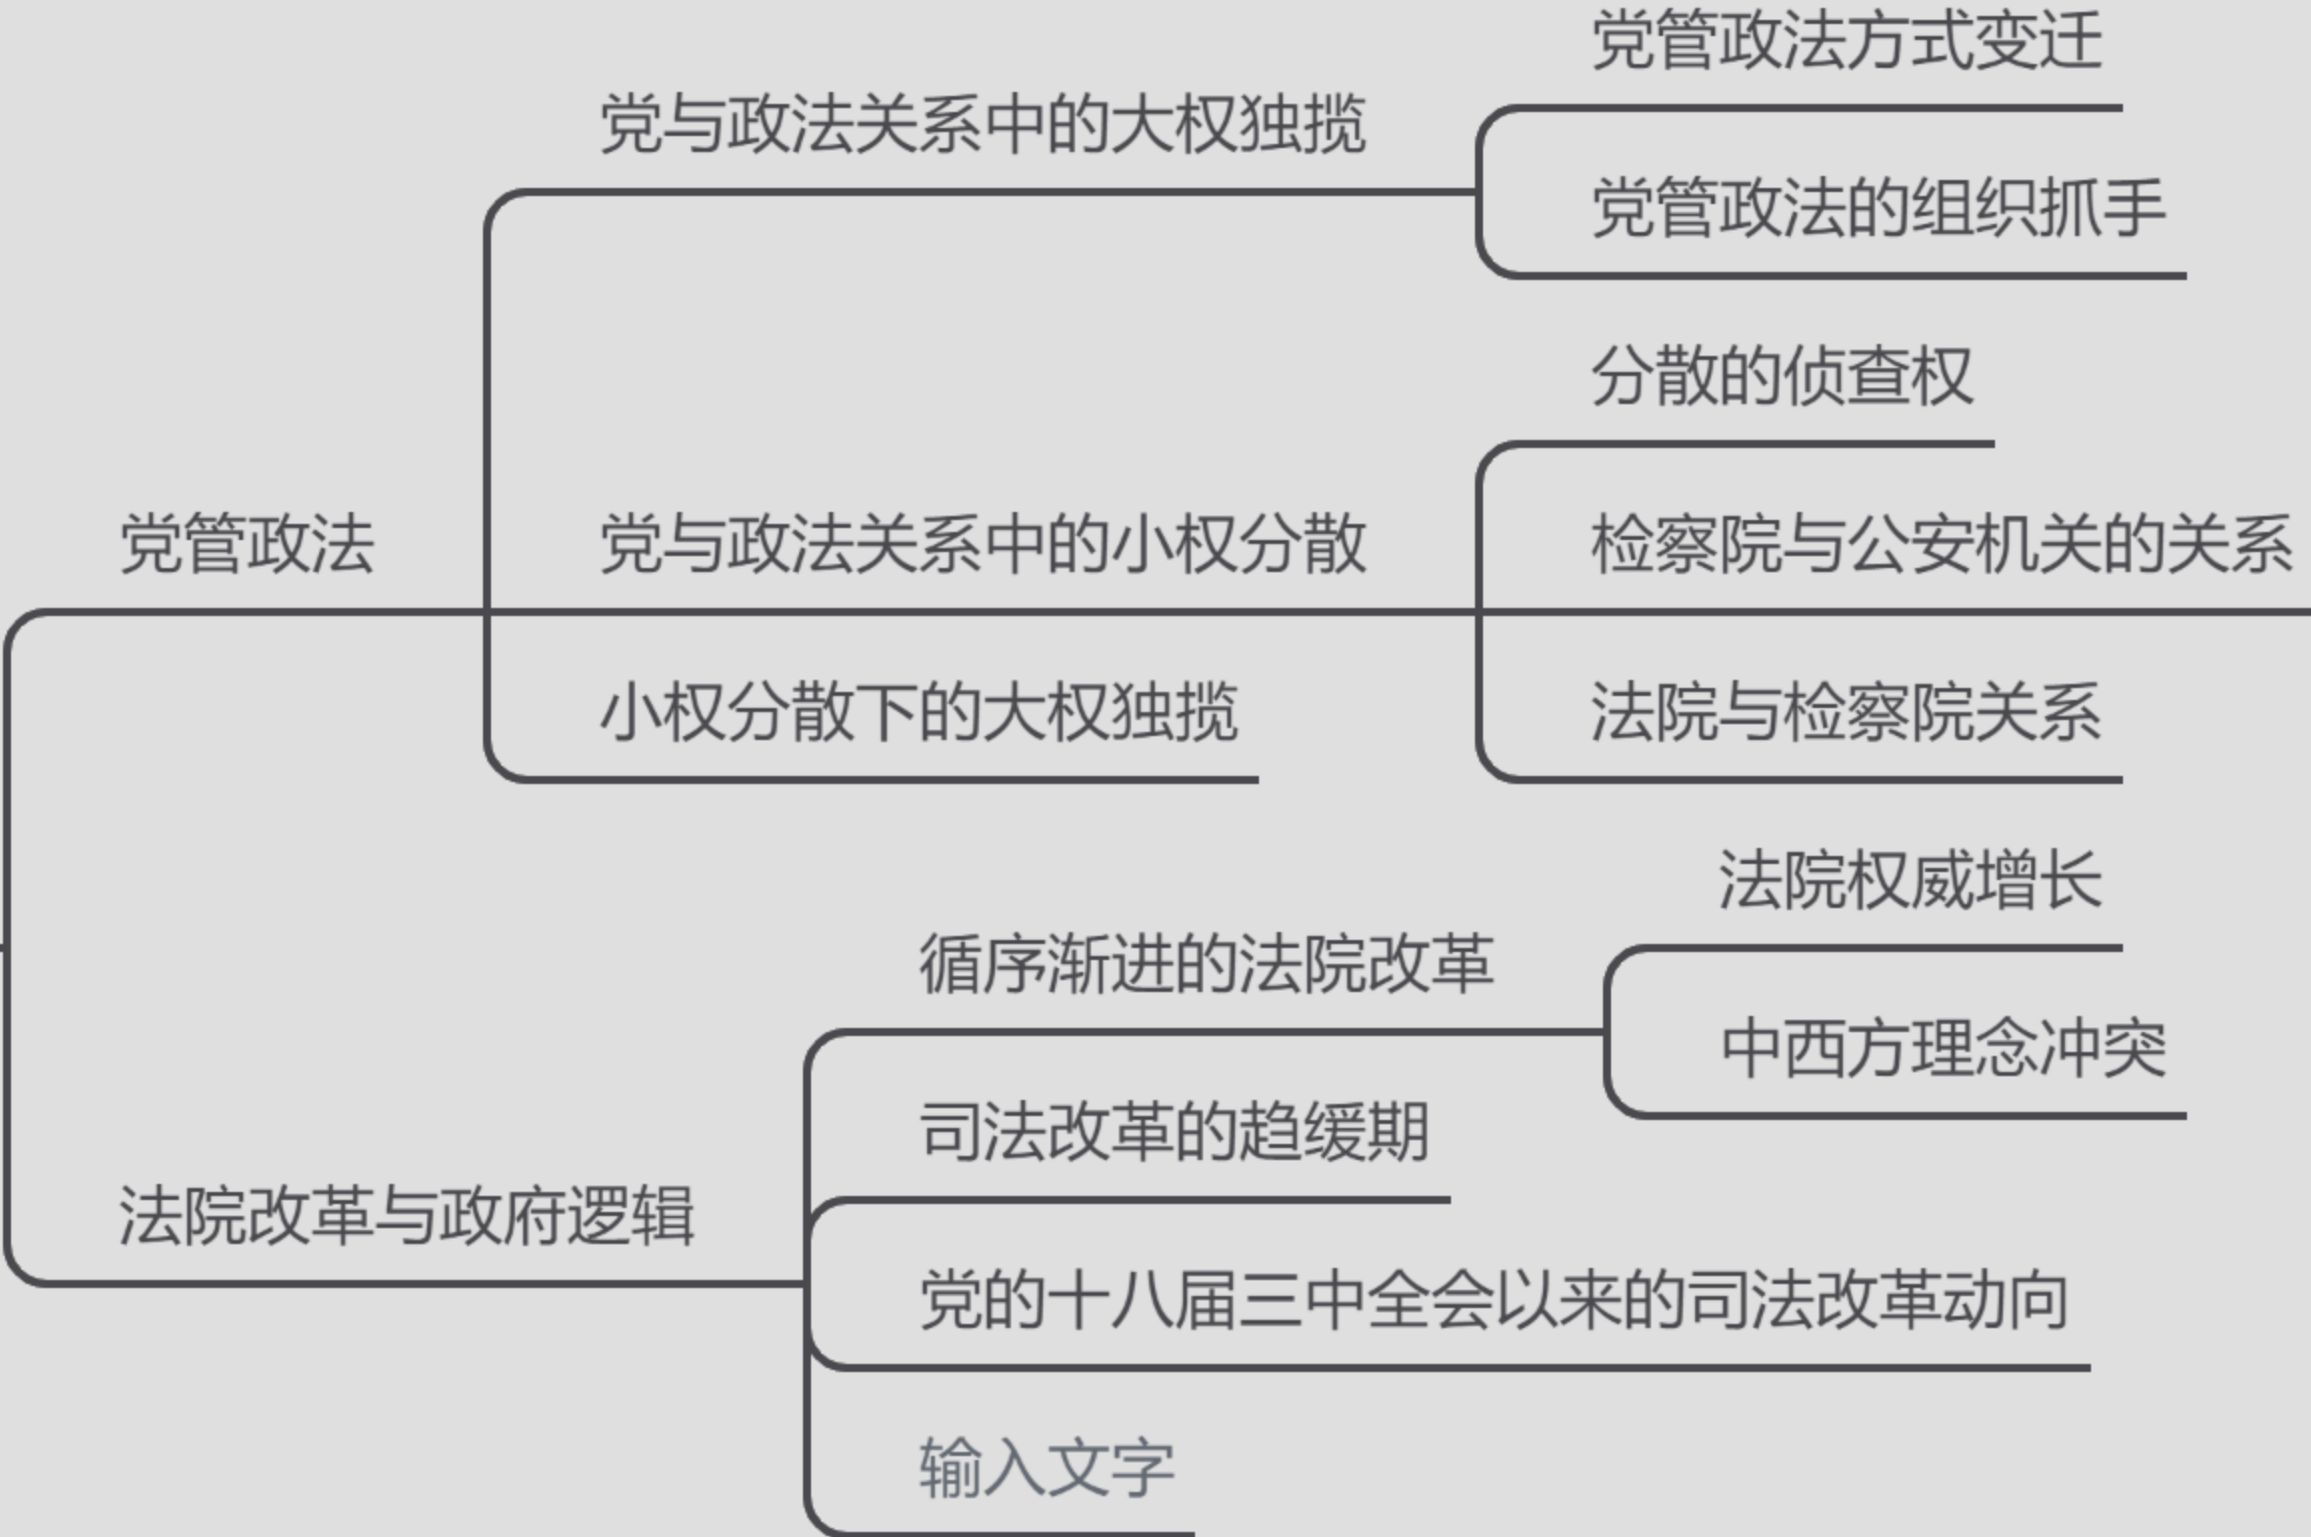 党管政法
党与政法关系中的大权独揽
党管政法方式变迁
党管政法的组织抓手
党与政法关系中的小权分散
分散的侦查权
检察院与公安机关的关系
法院与检察院关系
小权分散下的大权独揽
法院改革与政府逻辑
循序渐进的法院改革
法院权威增长
中西方理念冲突
司法改革的趋缓期
党的十八届三中全会以来的司法改革动向
输入文字